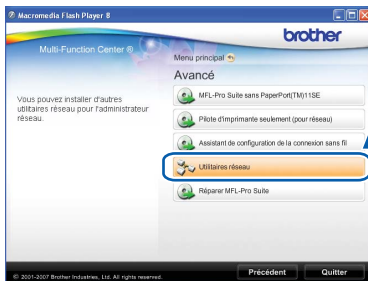 Macromedia Flash Player 8
brother
Multi-Function Center ®
Menu principal
Avancé
Vous pouvez installer d'autres
utilitaires réseau pour l'administrateur
réseau.
MFL-Pro Suite sans PaperPort(TM)11SE
Pilote d'imprimante seulement (pour réseau)
Assistant de configuration de la connexion sans fil
Utilitaires réseau
Réparer MFL-Pro Suite
© 2001-2007 Brother Industries, Ltd. All rights reserved.
Précédent
Quitter